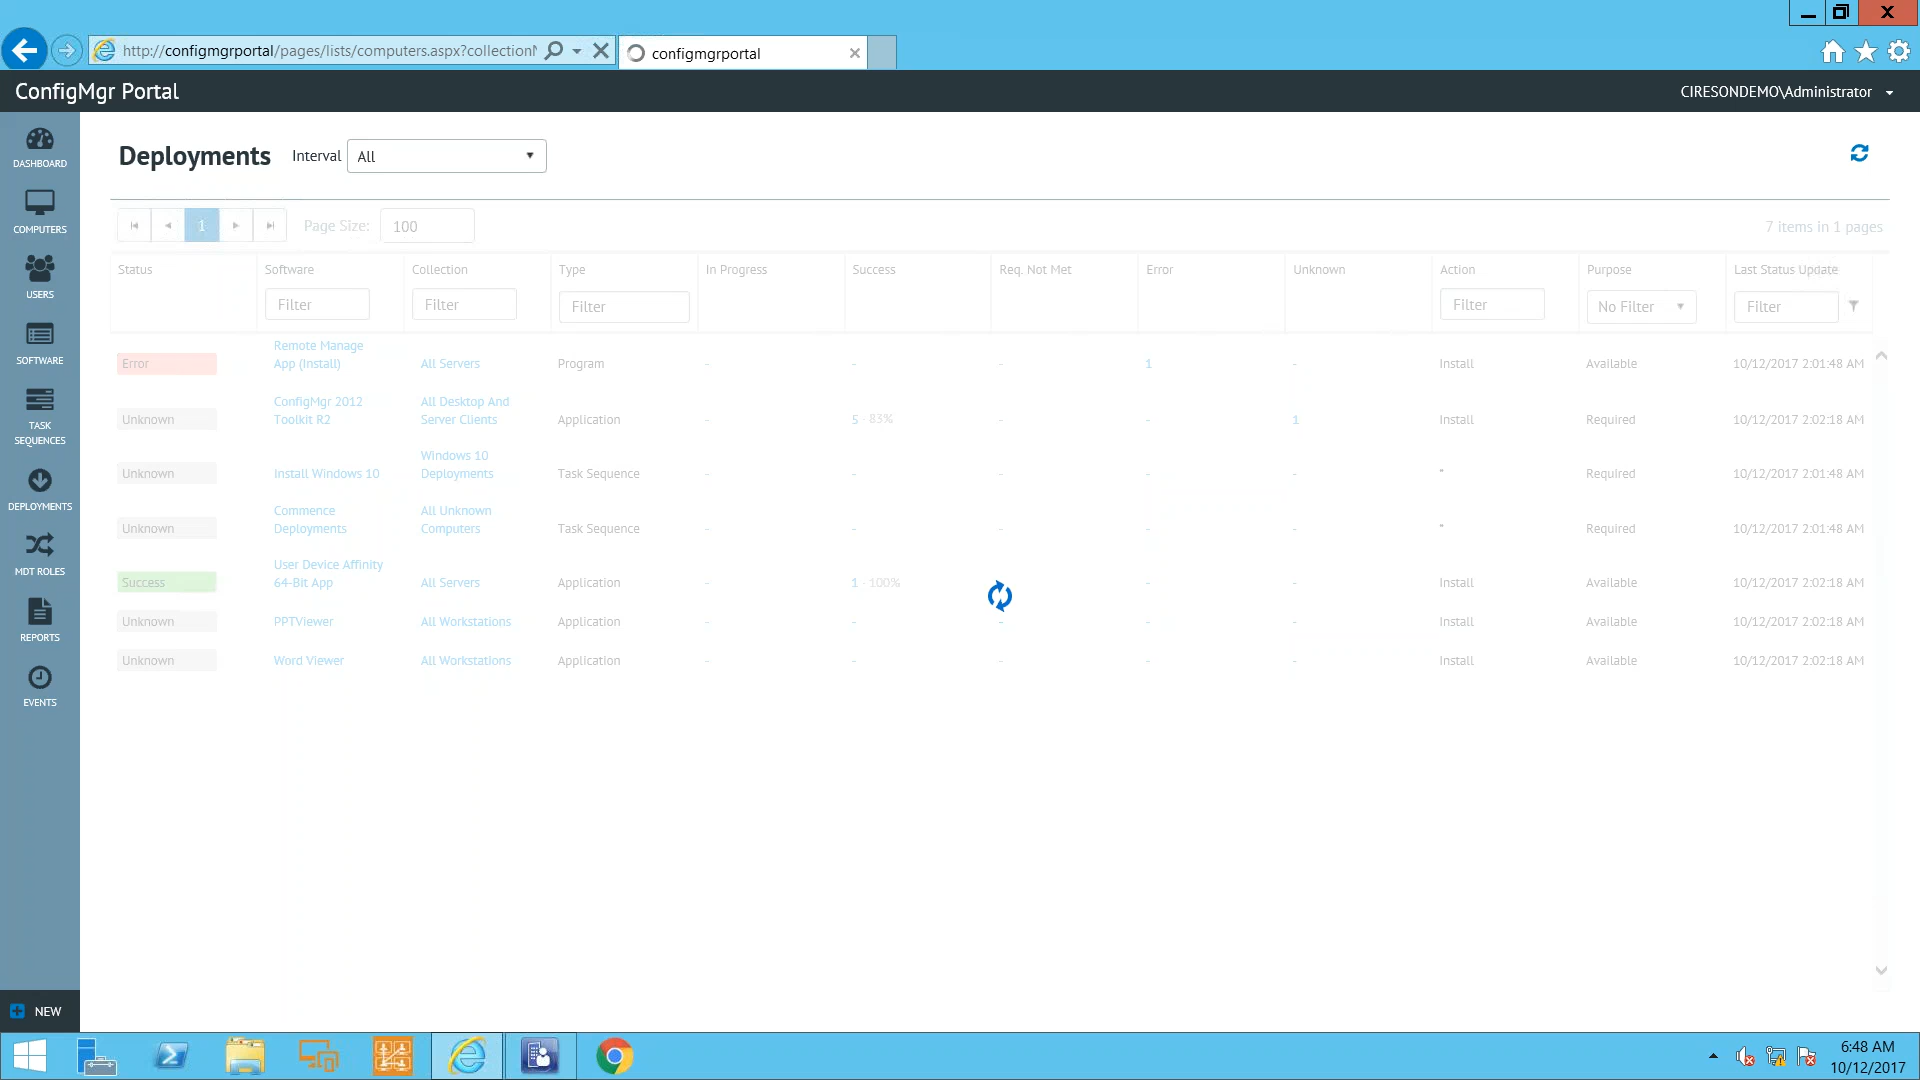 http://configmgrportal/pages/lists/computers.aspx?collectionN
configmgrportal
ConfigMgr Portal
CIRESONDEMO\Administrator
DASHBOARD
COMPUTERS
USERS
SOFTWARE
TASK
SEQUENCES
DEPLOYMENTS
MDT ROLES
REPORTS
EVENTS
NEW
Deployments Interval All
1 Page Size: 100 7 items in 1 pages
Status Software Collection Type In Progress Success Req. Not Met Error Unknown Action Purpose Last Status Update
Filter Filter Filter Filter No Filter Filter
Remote Manage
Error App (Install) All Servers Program - - - 1 - Install Available 10/12/2017 2:01:48 AM
ConfigMgr 2012 All Desktop And
Unknown Toolkit R2 Server Clients Application - 5 - 83% - - 1 Install Required 10/12/2017 2:02:18 AM
Windows 10
Unknown Install Windows 10 Deployments Task Sequence - - - - - " Required 10/12/2017 2:01:48 AM
Commence All Unknown
Unknown Deployments Computers Task Sequence - - - - - " Required 10/12/2017 2:01:48 AM
User Device Affinity
Success 64-Bit App All Servers Application - 1 - 100% - - - Install Available 10/12/2017 2:02:18 AM
Unknown PPTViewer All Workstations Application - - - - - Install Available 10/12/2017 2:02:18 AM
Unknown Word Viewer All Workstations Application - - - - - Install Available 10/12/2017 2:02:18 AM
6:48 AM
10/12/2017